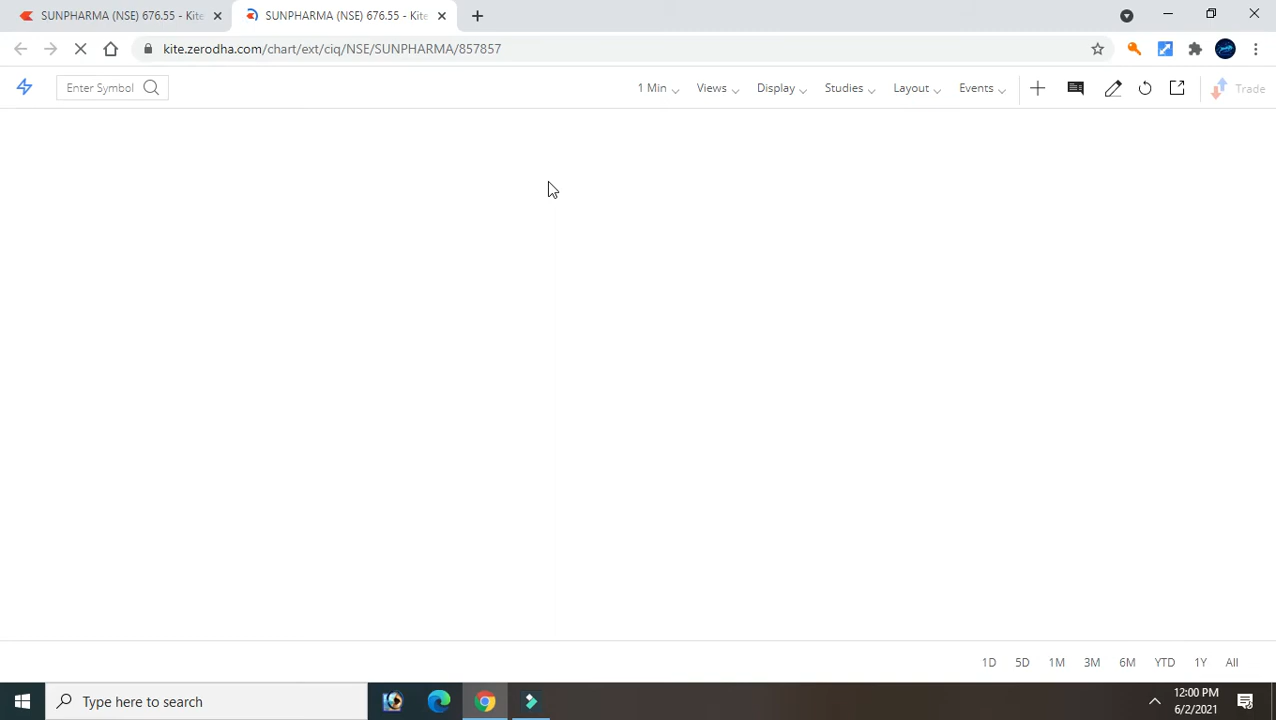 SUNPHARMA (NSE) 676.55 - Kite
SUNPHARMA (NSE) 676.55 - Kite
kite.zerodha.com/chart/ext/ciq/NSE/SUNPHARMA/857857
Enter Symbol
1 Min
Views
Display
Studies
Layout
Events
Trade
1D
5D
1M
3M
6M
YTD
1Y
All
Type here to search
12:00 PM
6/2/2021